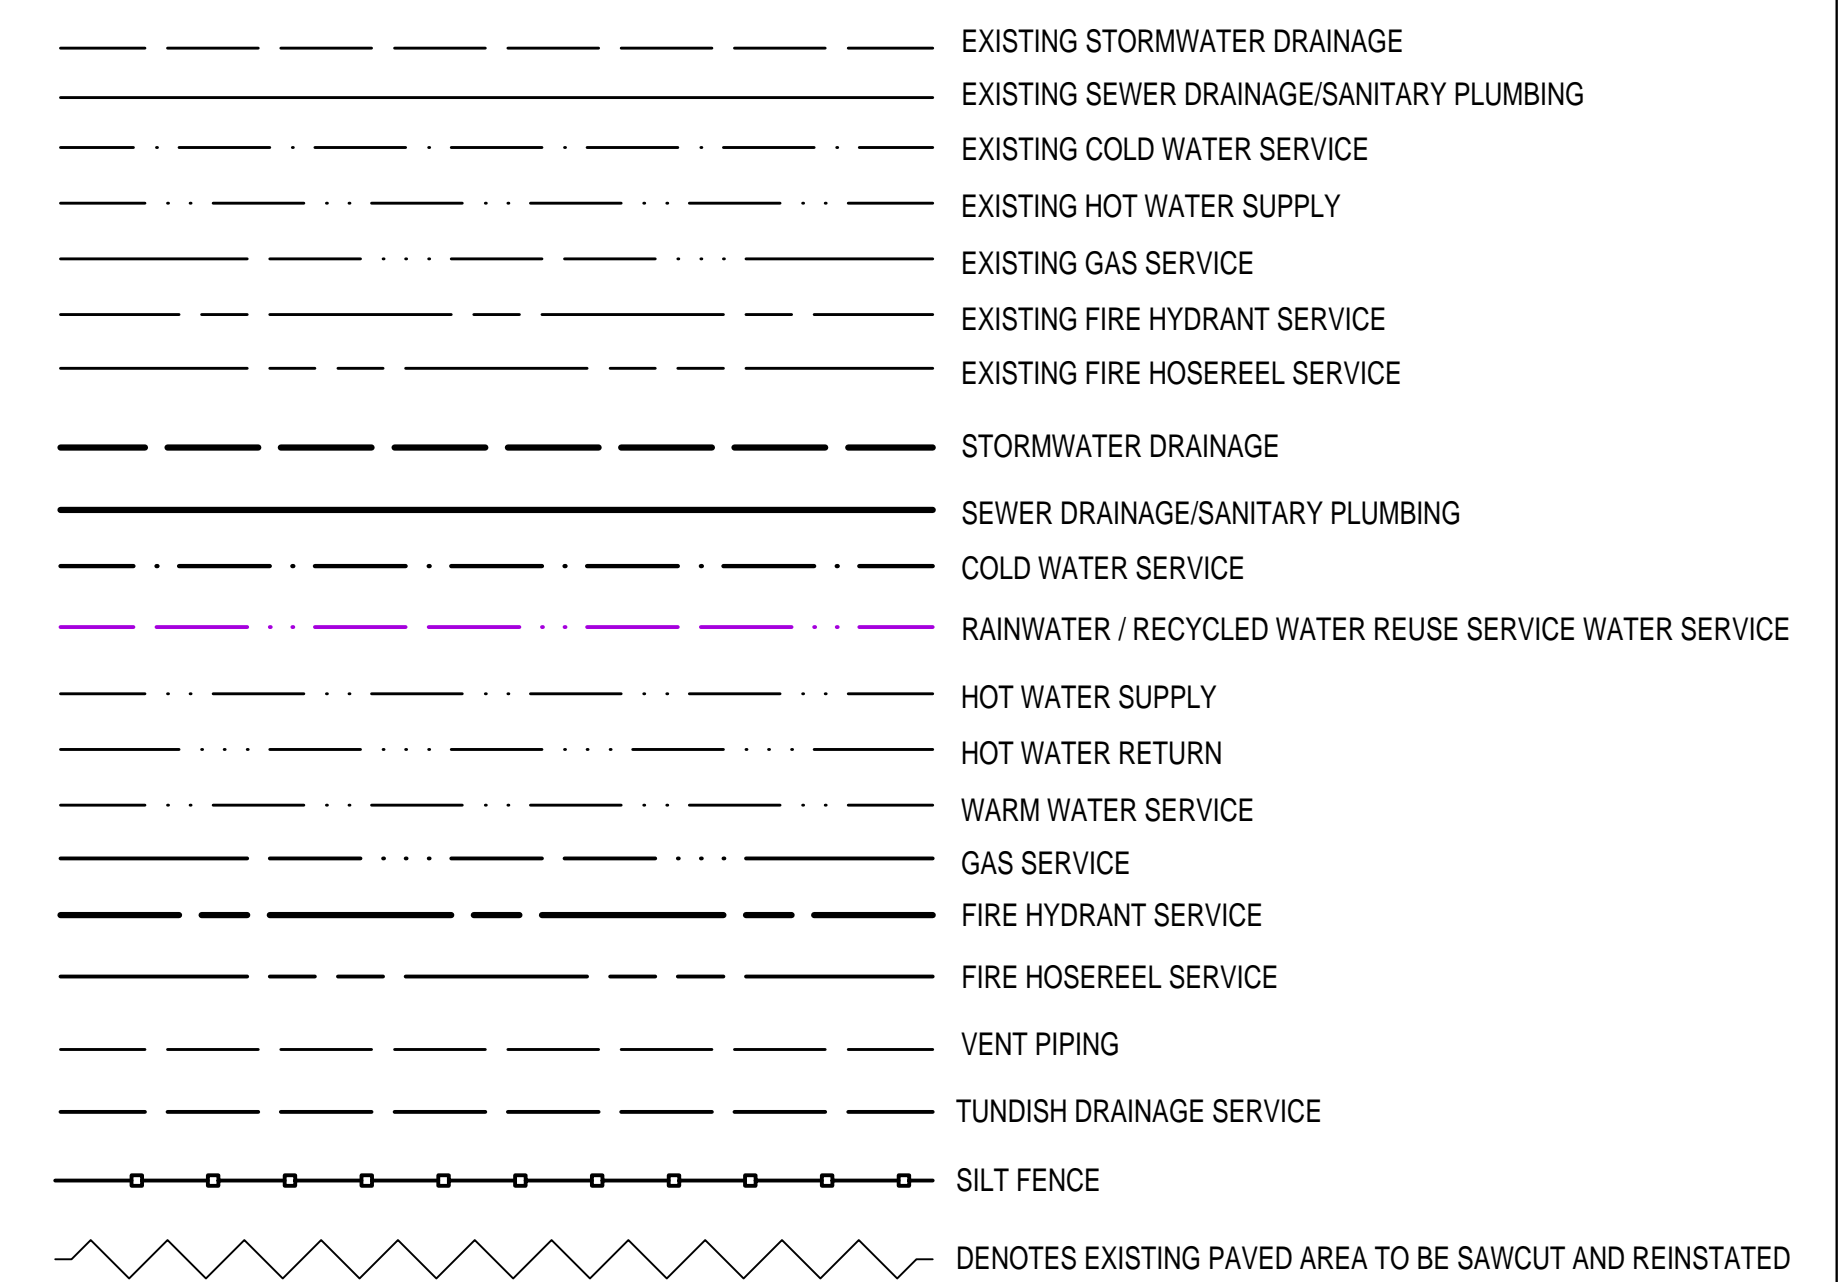 EXISTING STORMWATER DRAINAGE
EXISTING SEWER DRAINAGE/SANITARY PLUMBING
EXISTING COLD WATER SERVICE
EXISTING HOT WATER SUPPLY
EXISTING GAS SERVICE
EXISTING FIRE HYDRANT SERVICE
EXISTING FIRE HOSEREEL SERVICE
STORMWATER DRAINAGE
SEWER DRAINAGE/SANITARY PLUMBING
COLD WATER SERVICE
RAINWATER / RECYCLED WATER REUSE SERVICE WATER SERVICE
HOT WATER SUPPLY
HOT WATER RETURN
WARM WATER SERVICE
GAS SERVICE
FIRE HYDRANT SERVICE
FIRE HOSEREEL SERVICE
VENT PIPING
TUNDISH DRAINAGE SERVICE
SILT FENCE
DENOTES EXISTING PAVED AREA TO BE SAWCUT AND REINSTATED